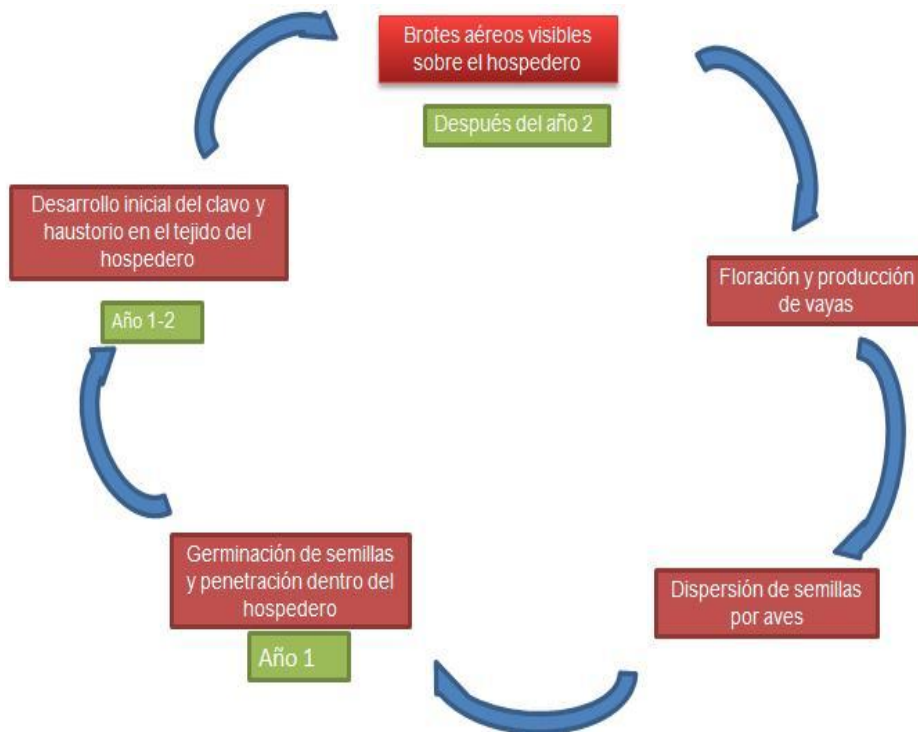 Brotes aéreos visibles
sobre el hospedero
Después del año 2
Floración y producción
de vayas
Dispersión de semillas
por aves
Germinación de semillas
y penetración dentro del
hospedero
Año 1
Desarrollo inicial del clavo y
haustorio en el tejido del
hospedero
Año 1-2